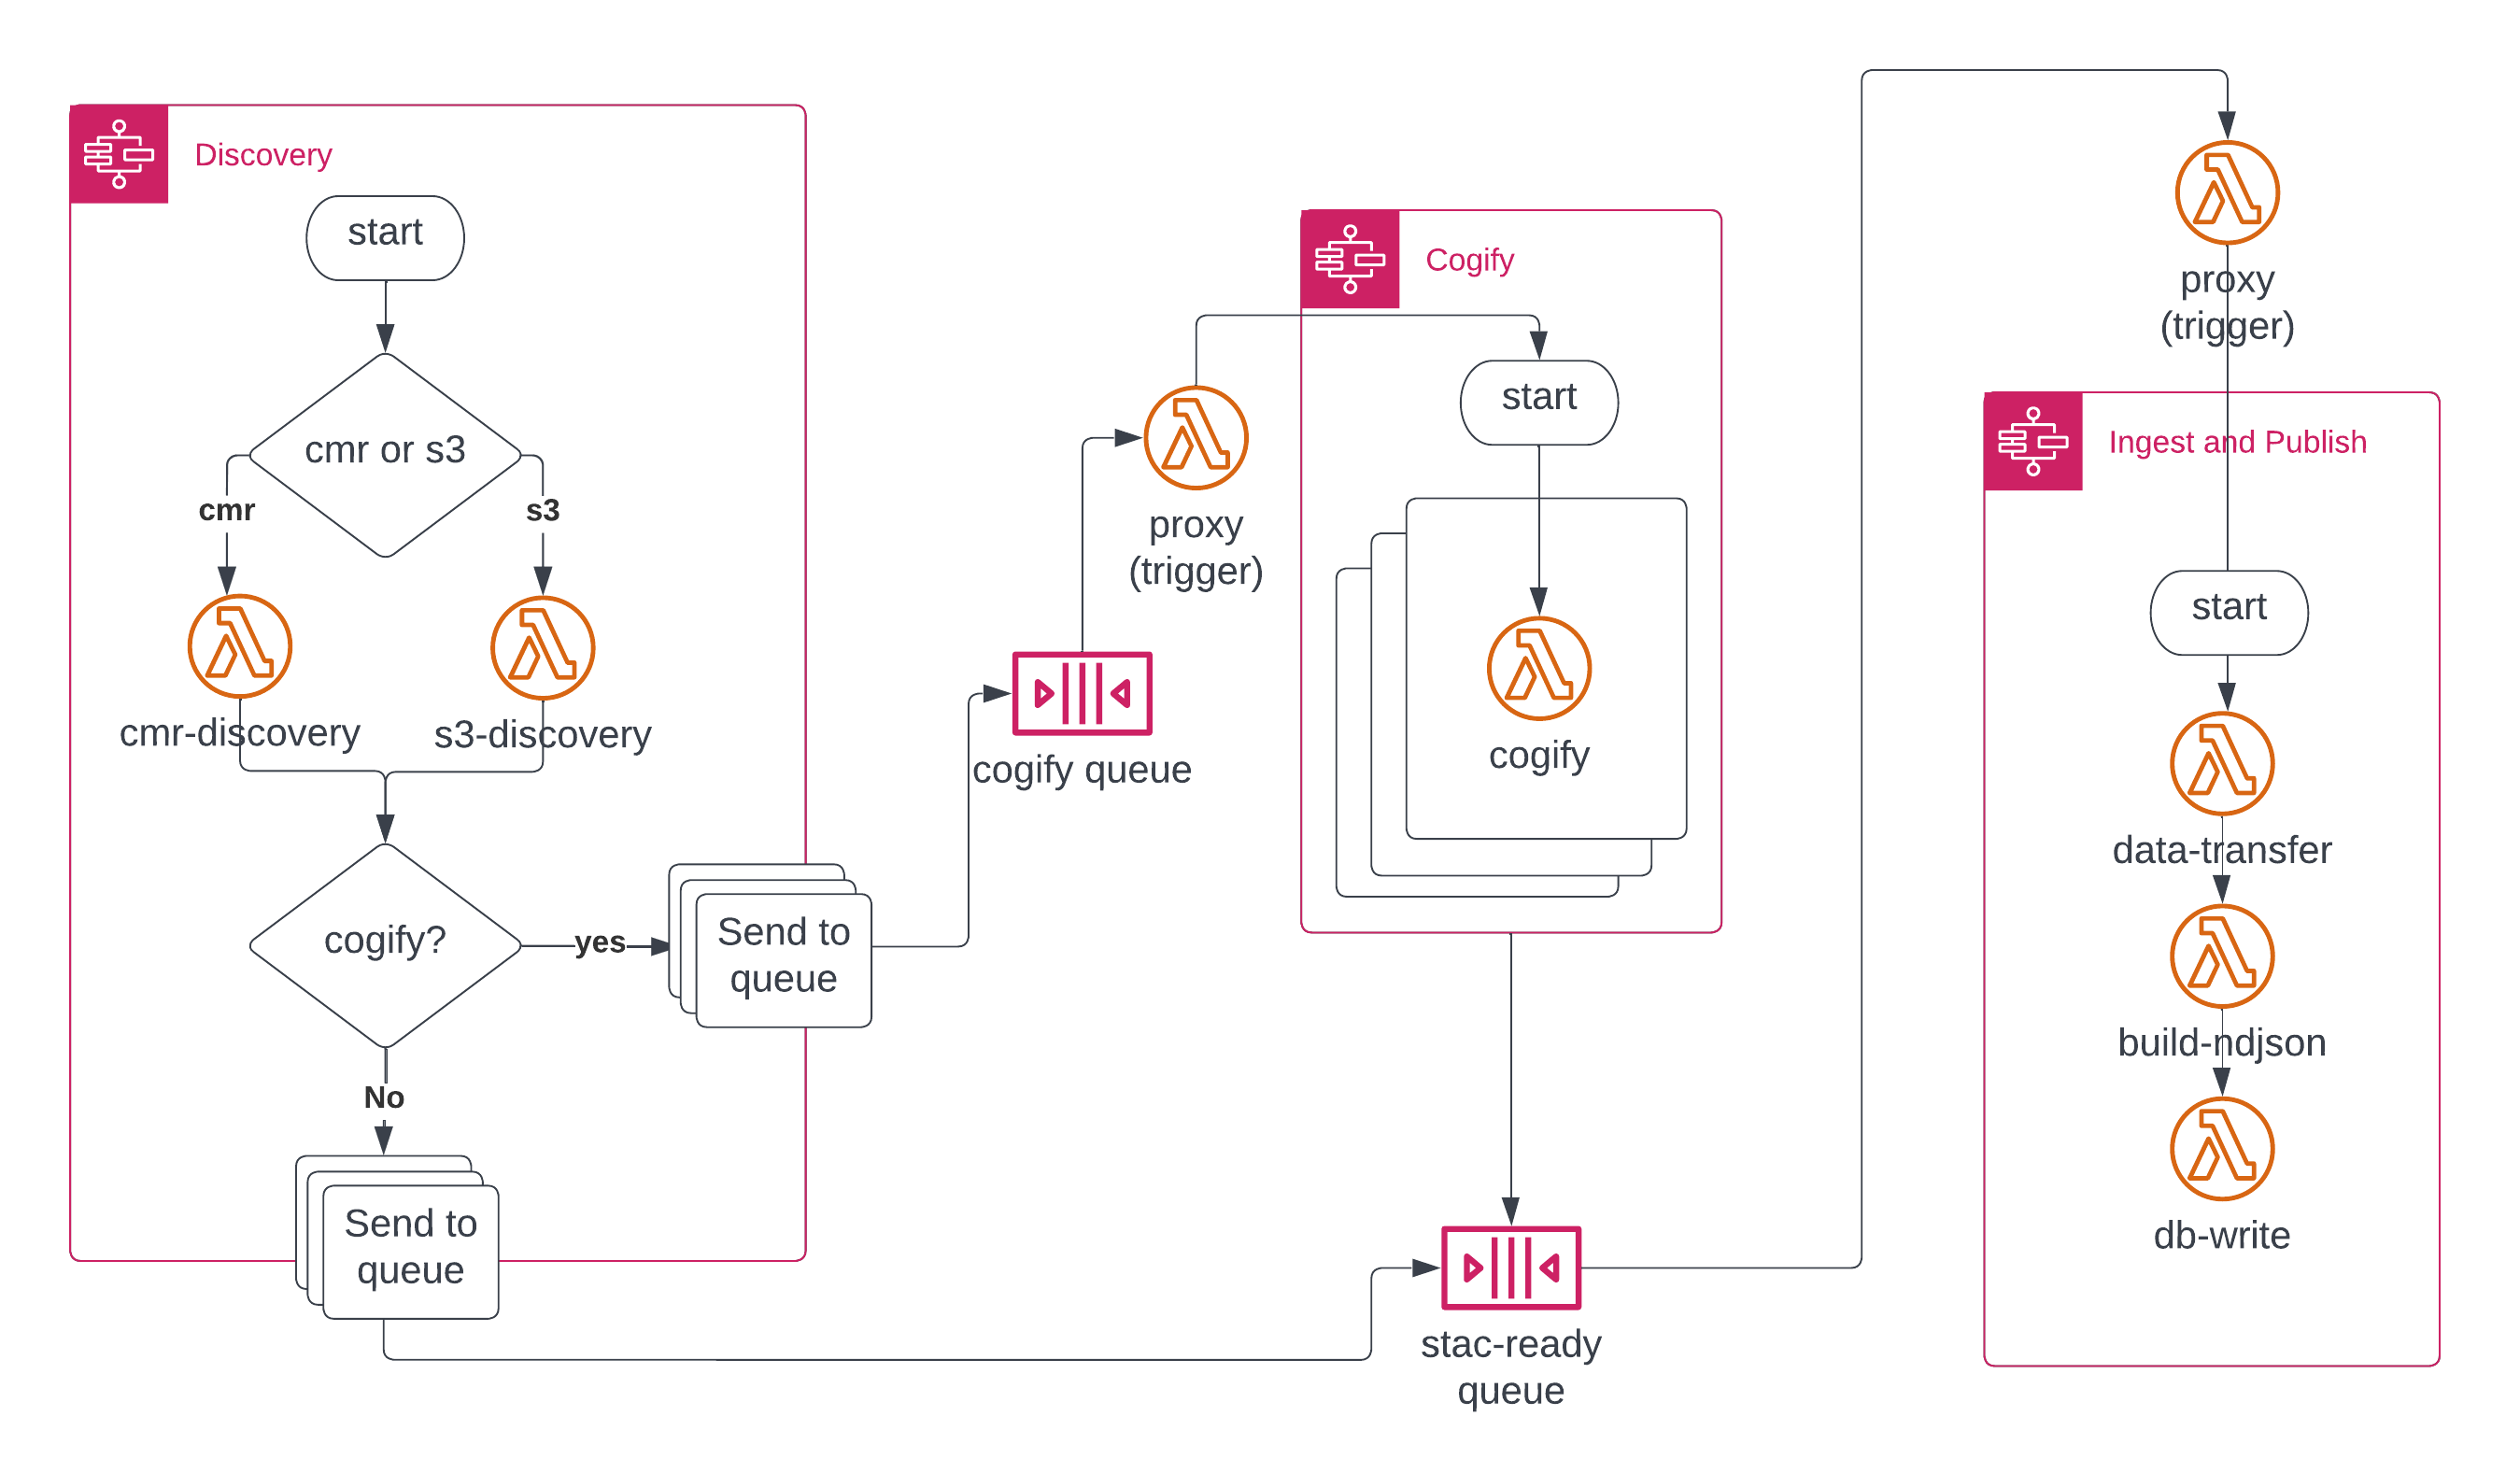 Discovery
start
cmr or s3
cmr
s3
cmr-discovery
s3-discovery
cogify?
yes
Send to
queue
No
Send to
queue
cogify queue
proxy
(trigger)
Cogify
start
cogify
stac-ready
queue
proxy
(trigger)
Ingest and Publish
start
data-transfer
build-ndjson
db-write